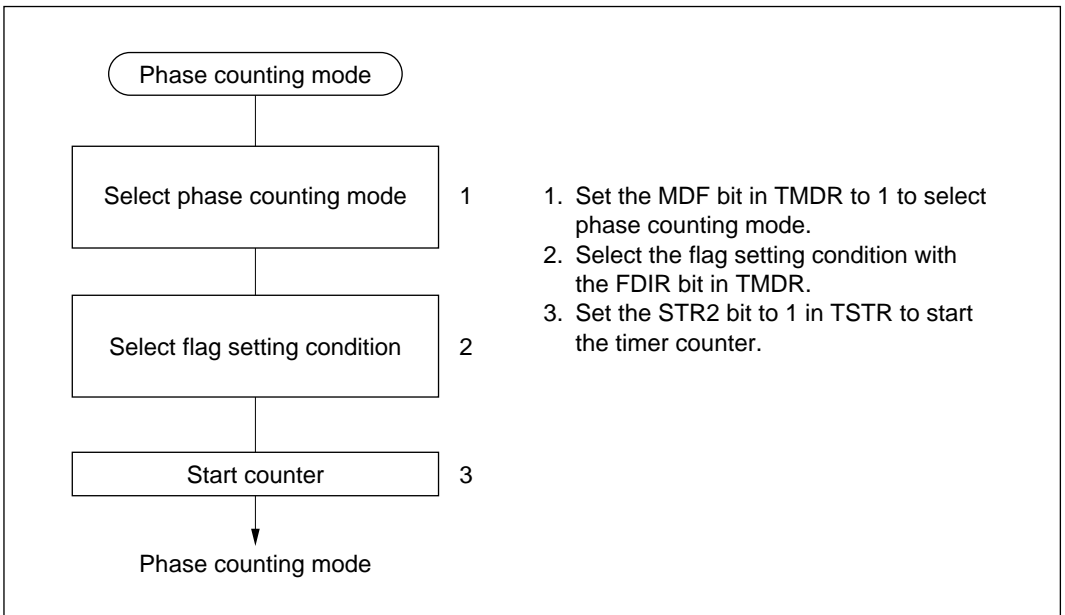 Phase counting mode
Select phase counting mode
1
Select flag setting condition
2
Start counter
3
Phase counting mode
1. Set the MDF bit in TMDR to 1 to select
phase counting mode.
2. Select the flag setting condition with
the FDIR bit in TMDR.
3. Set the STR2 bit to 1 in TSTR to start
the timer counter.